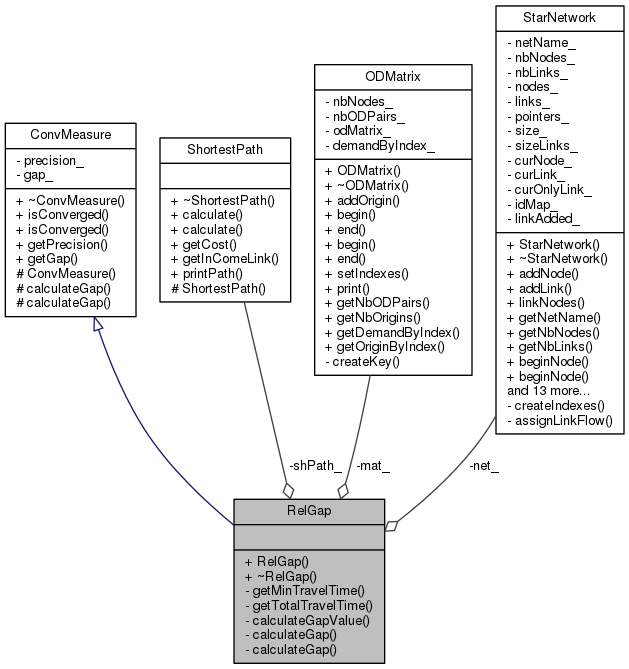 ConvMeasure
- precision_
- gap_
+ ~ConvMeasure()
+ isConverged()
+ isConverged()
+ getPrecision()
+ getGap()
# ConvMeasure()
# calculateGap()
# calculateGap()
ShortestPath
+ ~ShortestPath()
+ calculate()
+ calculate()
+ getCost()
+ getInComeLink()
+ printPath()
# ShortestPath()
ODMatrix
- nbNodes_
- nbODPairs_
- odMatrix_
- demandByIndex_
+ ODMatrix()
+ ~ODMatrix()
+ addOrigin()
+ begin()
+ end()
+ begin()
+ end()
+ setIndexes()
+ print()
+ getNbODPairs()
+ getNbOrigins()
+ getDemandByIndex()
+ getOriginByIndex()
- createKey()
StarNetwork
- netName_
- nbNodes_
- nbLinks_
- nodes_
- links_
- pointers_
- size_
- sizeLinks_
- curNode_
- curLink_
- curOnlyLink_
- idMap_
- linkAdded_
+ StarNetwork()
+ ~StarNetwork()
+ addNode()
+ addLink()
+ linkNodes()
+ getNetName()
+ getNbNodes()
+ getNbLinks()
+ beginNode()
+ beginNode()
and 13 more...
- createIndexes()
- assignLinkFlow()
-shPath_
-mat_
-net_
RelGap
+ RelGap()
+ ~RelGap()
- getMinTravelTime()
- getTotalTravelTime()
- calculateGapValue()
- calculateGap()
- calculateGap()